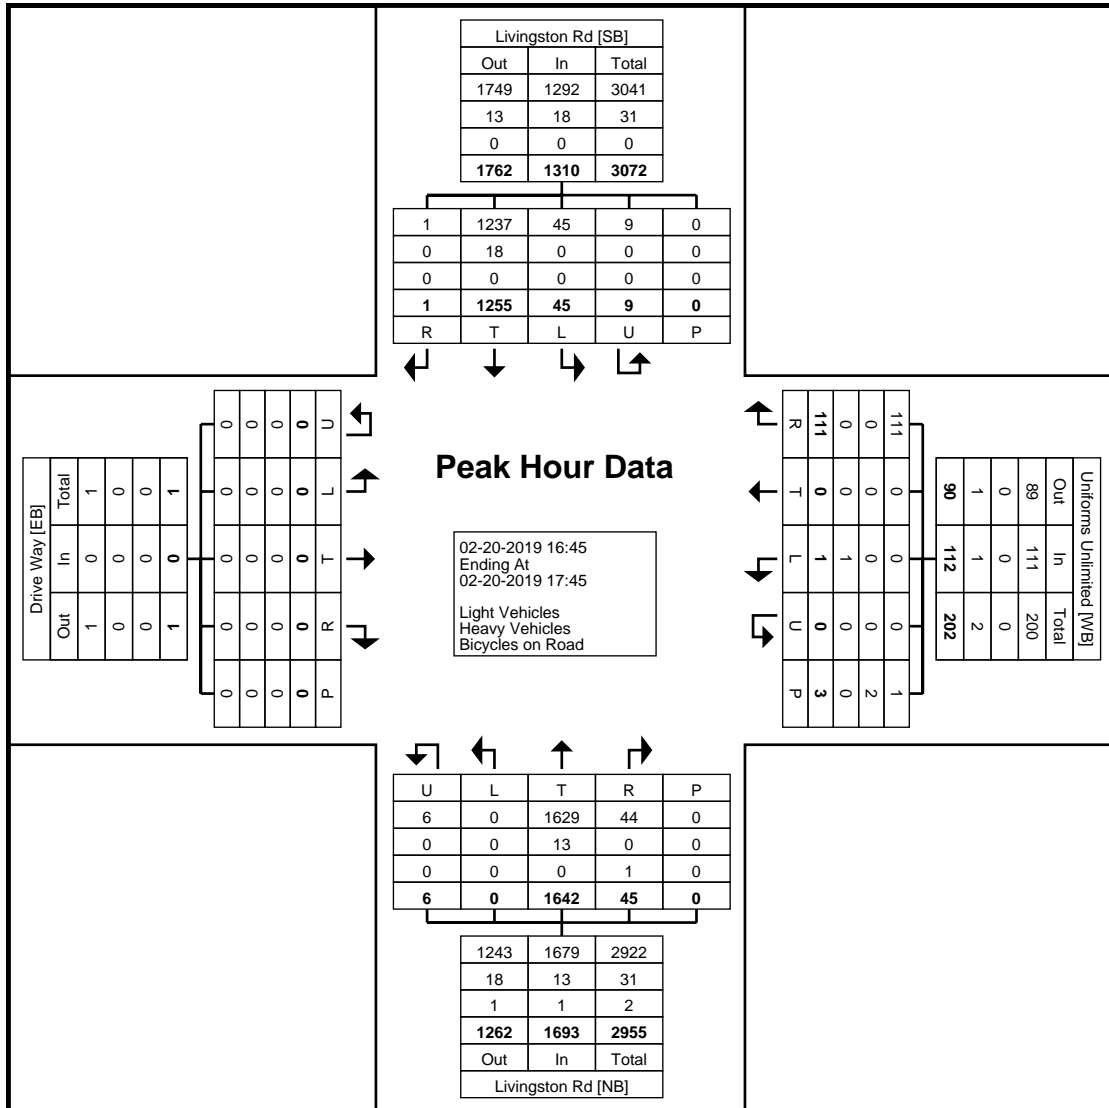 Livingston Rd [SB]
Out In Total
1749 1292 3041
13 18 31
0 0 0
1762 1310 3072
1 1237 45 9 0
0 18 0 0 0
0 0 0 0 0
1 1255 45 9 0
R T L U P
Drive Way [EB]
Total 1 0 0 1
In 0 0 0 0
Out 1 0 0 1
0 0 0 0 U
0 0 0 0 L
0 0 0 0 T
0 0 0 0 R
0 0 0 0 P
Peak Hour Data
02-20-2019 16:45
Ending At
02-20-2019 17:45
Light Vehicles
Heavy Vehicles
Bicycles on Road
R 111 0 0 111
T 0 0 0 0
L 1 1 0 0
U 0 0 0 0
P 3 0 2 1
Uniforms Unlimited [WB]
Out In Total
89 111 200
0 0 0
1 1 2
90 112 202
U L T R P
6 0 1629 44 0
0 0 13 0 0
0 0 0 1 0
6 0 1642 45 0
1243 1679 2922
18 13 31
1 1 2
1262 1693 2955
Out In Total
Livingston Rd [NB]